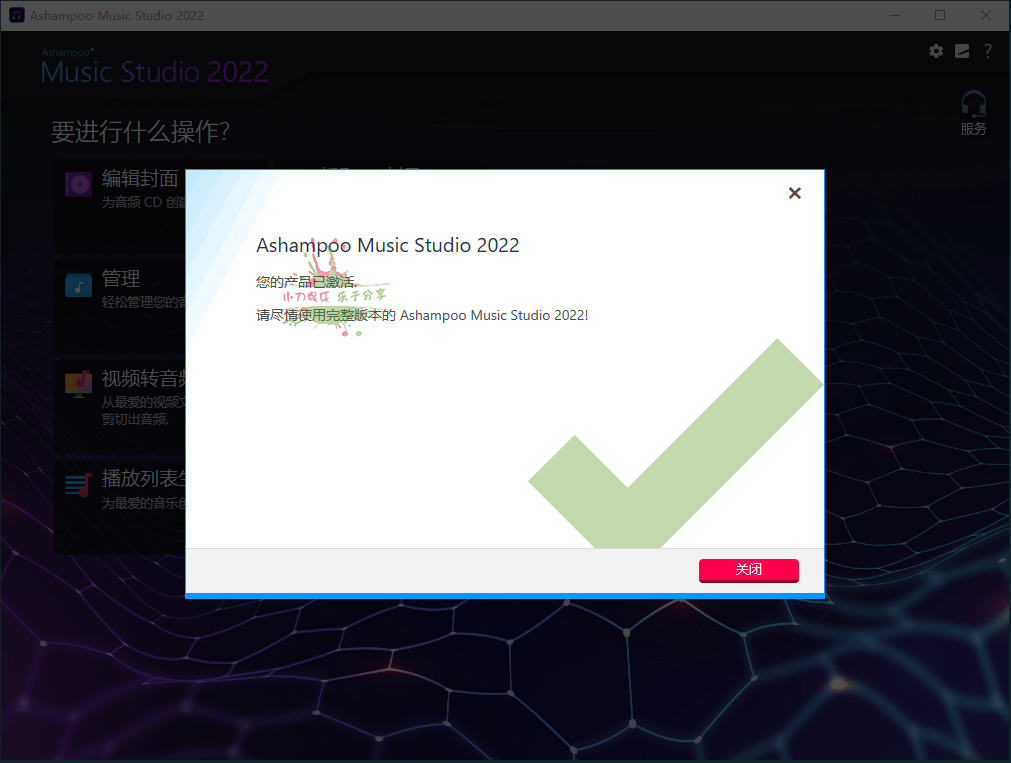 Ashampoo Music Studio 2022
Ashampoo®
Music Studio 2022
?
服务
要进行什么操作?
编辑封面
为音频 CD 创
管理
轻松管理您的音
视频转音频
从最爱的视频文
剪切出音频.
播放列表生
为最爱的音乐创
Ashampoo Music Studio 2022
您的产品已激活.
小刀娱乐 乐于分享
请尽情使用完整版本的 Ashampoo Music Studio 2022!
关闭